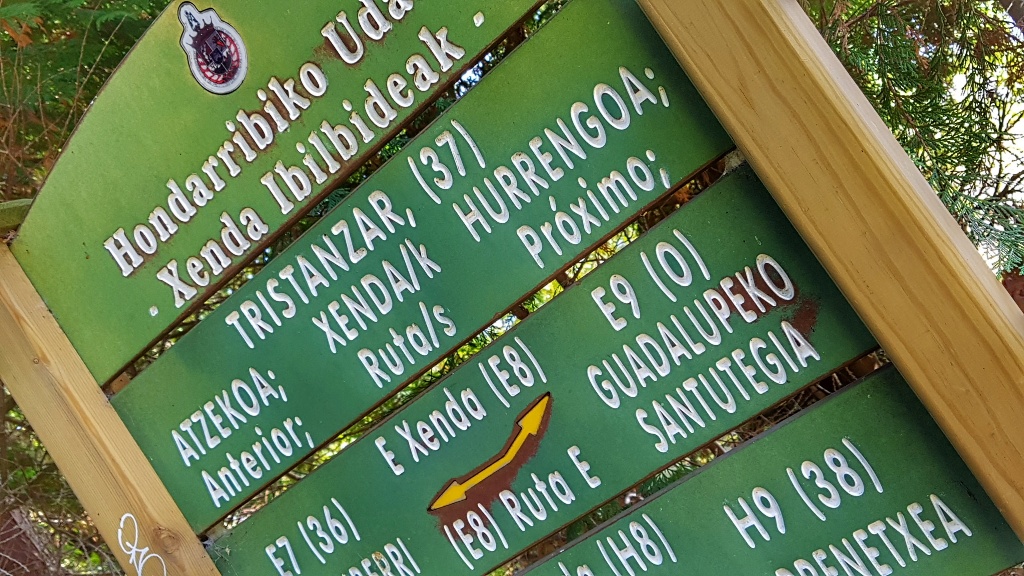 Hondarribiko
. Xenda Ibilbideak .
TRISTANZAR, (37)
ATZEKOA; XENDA/k HURRENGOA;
Anterior; Ruta/s Próximo;
E7 (36) E Xenda (E8) E9 (0)
GUADALUPEKO
(E8) Ruta E SANTUTEGIA
(H8) H9 (38)